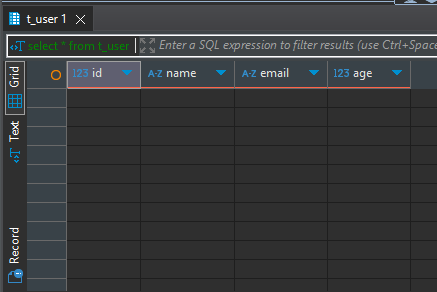 t_user 1
select * from t_user
Enter a SQL expression to filter results (use Ctrl+Space
Grid
Text
Record
123 id
A-Z name
A-Z email
123 age